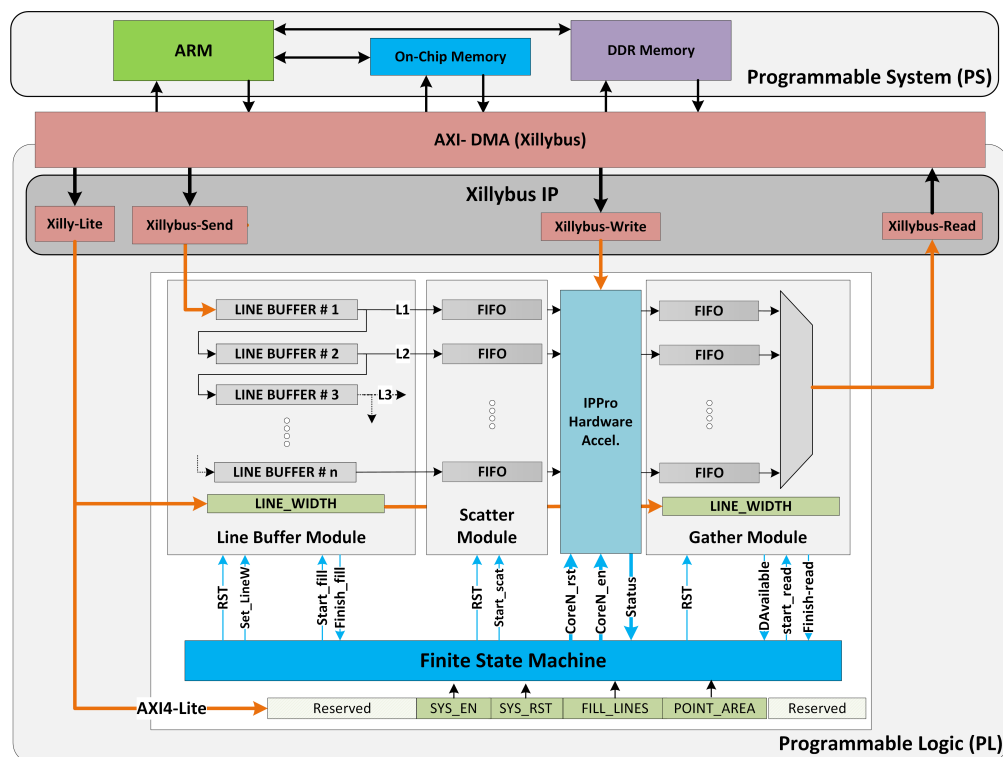 ARM
On-Chip Memory
DDR Memory
Programmable System (PS)
AXI- DMA (Xillybus)
Xillybus IP
Xilly-Lite
Xillybus-Send
Xillybus-Write
Xillybus-Read
LINE BUFFER # 1
L1
FIFO
FIFO
LINE BUFFER # 2
L2
FIFO
FIFO
LINE BUFFER # 3
L3
IPPro
Hardware
Accel.
LINE BUFFER # n
FIFO
FIFO
LINE_WIDTH
LINE_WIDTH
Line Buffer Module
Scatter
Module
Gather Module
RST
Set_LineW
Start_fill
Finish_fill
RST
Start_scat
CoreN_rst
CoreN_en
Status
RST
DAvailable
start_read
Finish-read
Finite State Machine
AXI4-Lite
Reserved
SYS_EN
SYS_RST
FILL_LINES
POINT_AREA
Reserved
Programmable Logic (PL)